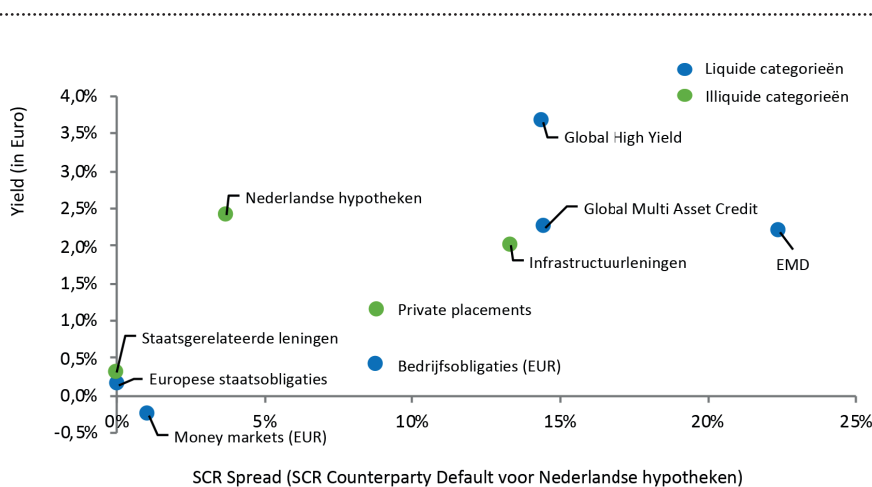 Liquide categorieën
Illiquide categorieën
Yield (in Euro)
4,0%
3,5%
3,0%
2,5%
2,0%
1,5%
1,0%
0,5%
0,0%
-0,5%
Global High Yield
Nederlandse hypotheken
Global Multi Asset Credit
Infrastructuurleningen
EMD
Private placements
Staatsgerelateerde leningen
Bedrijfsobligaties (EUR)
Europese staatsobligaties
Money markets (EUR)
0%
5%
10%
15%
20%
25%
SCR Spread (SCR Counterparty Default voor Nederlandse hypotheken)